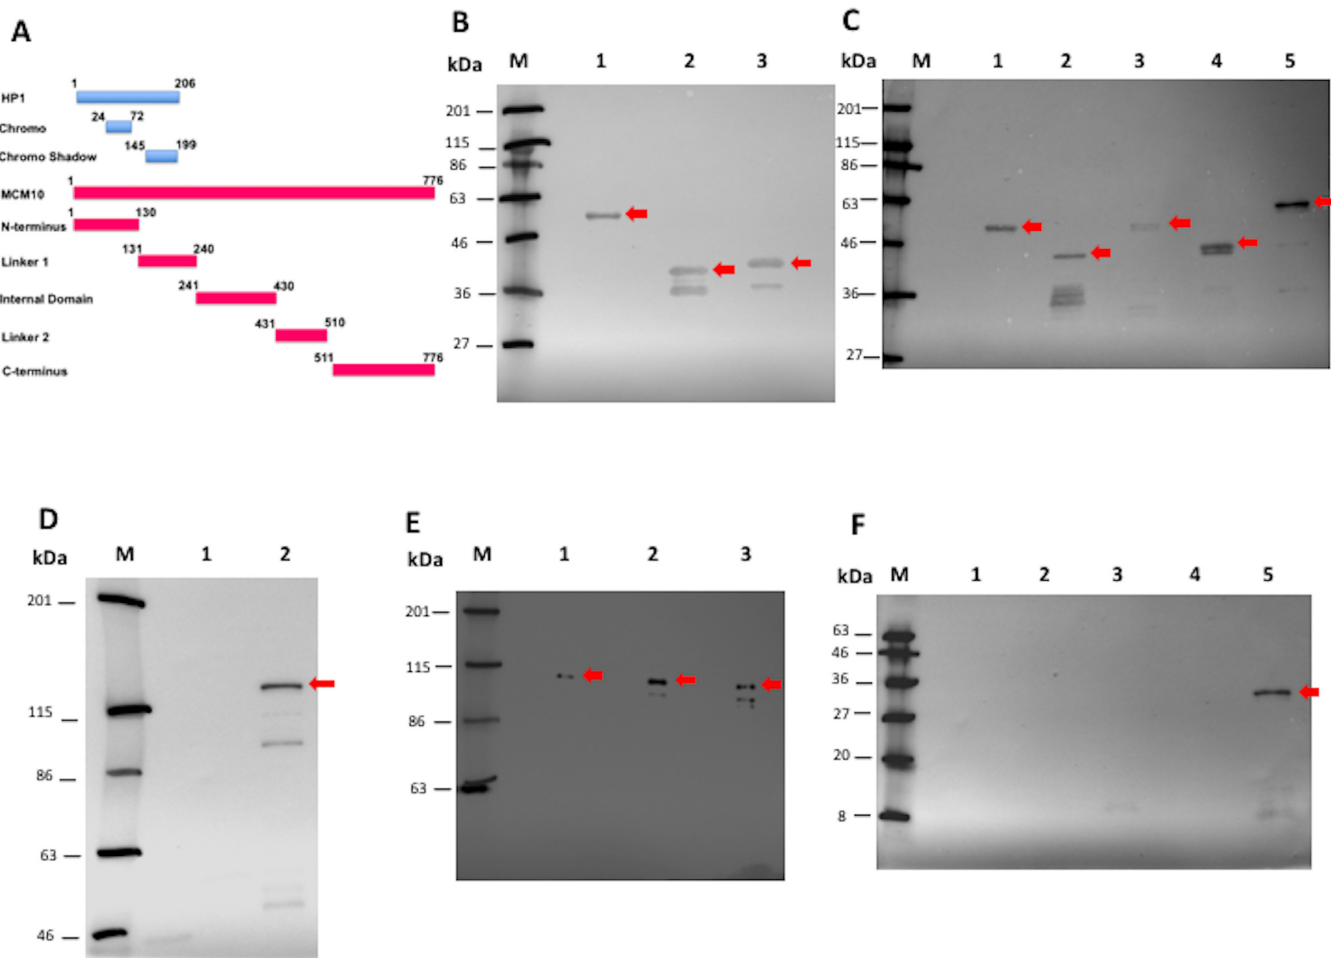 A
1 206
HP1
24 72
Chromo
145 199
Chromo Shadow
1 776
MCM10
1 130
N-terminus
131 240
Linker 1
241 430
Internal Domain
431 510
Linker 2
511 776
C-terminus
B
kDa M 1 2 3
201
115
86
63
46
36
27
C
kDa M 1 2 3 4 5
201
115
86
63
46
36
27
D
kDa M 1 2
201
115
86
63
46
E
kDa M 1 2 3
201
115
86
63
F
kDa M 1 2 3 4 5
63
46
36
27
20
8